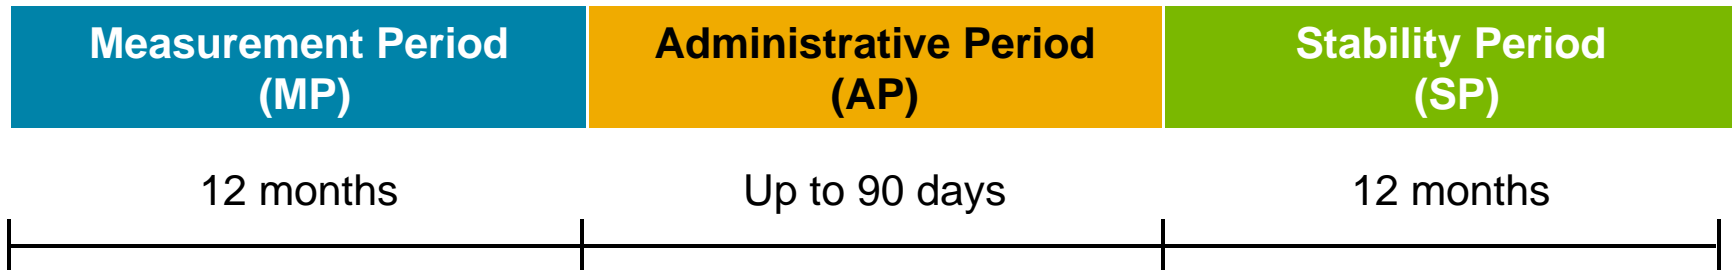 Measurement Period
(MP)
Administrative Period
(AP)
Stability Period
(SP)
12 months
Up to 90 days
12 months